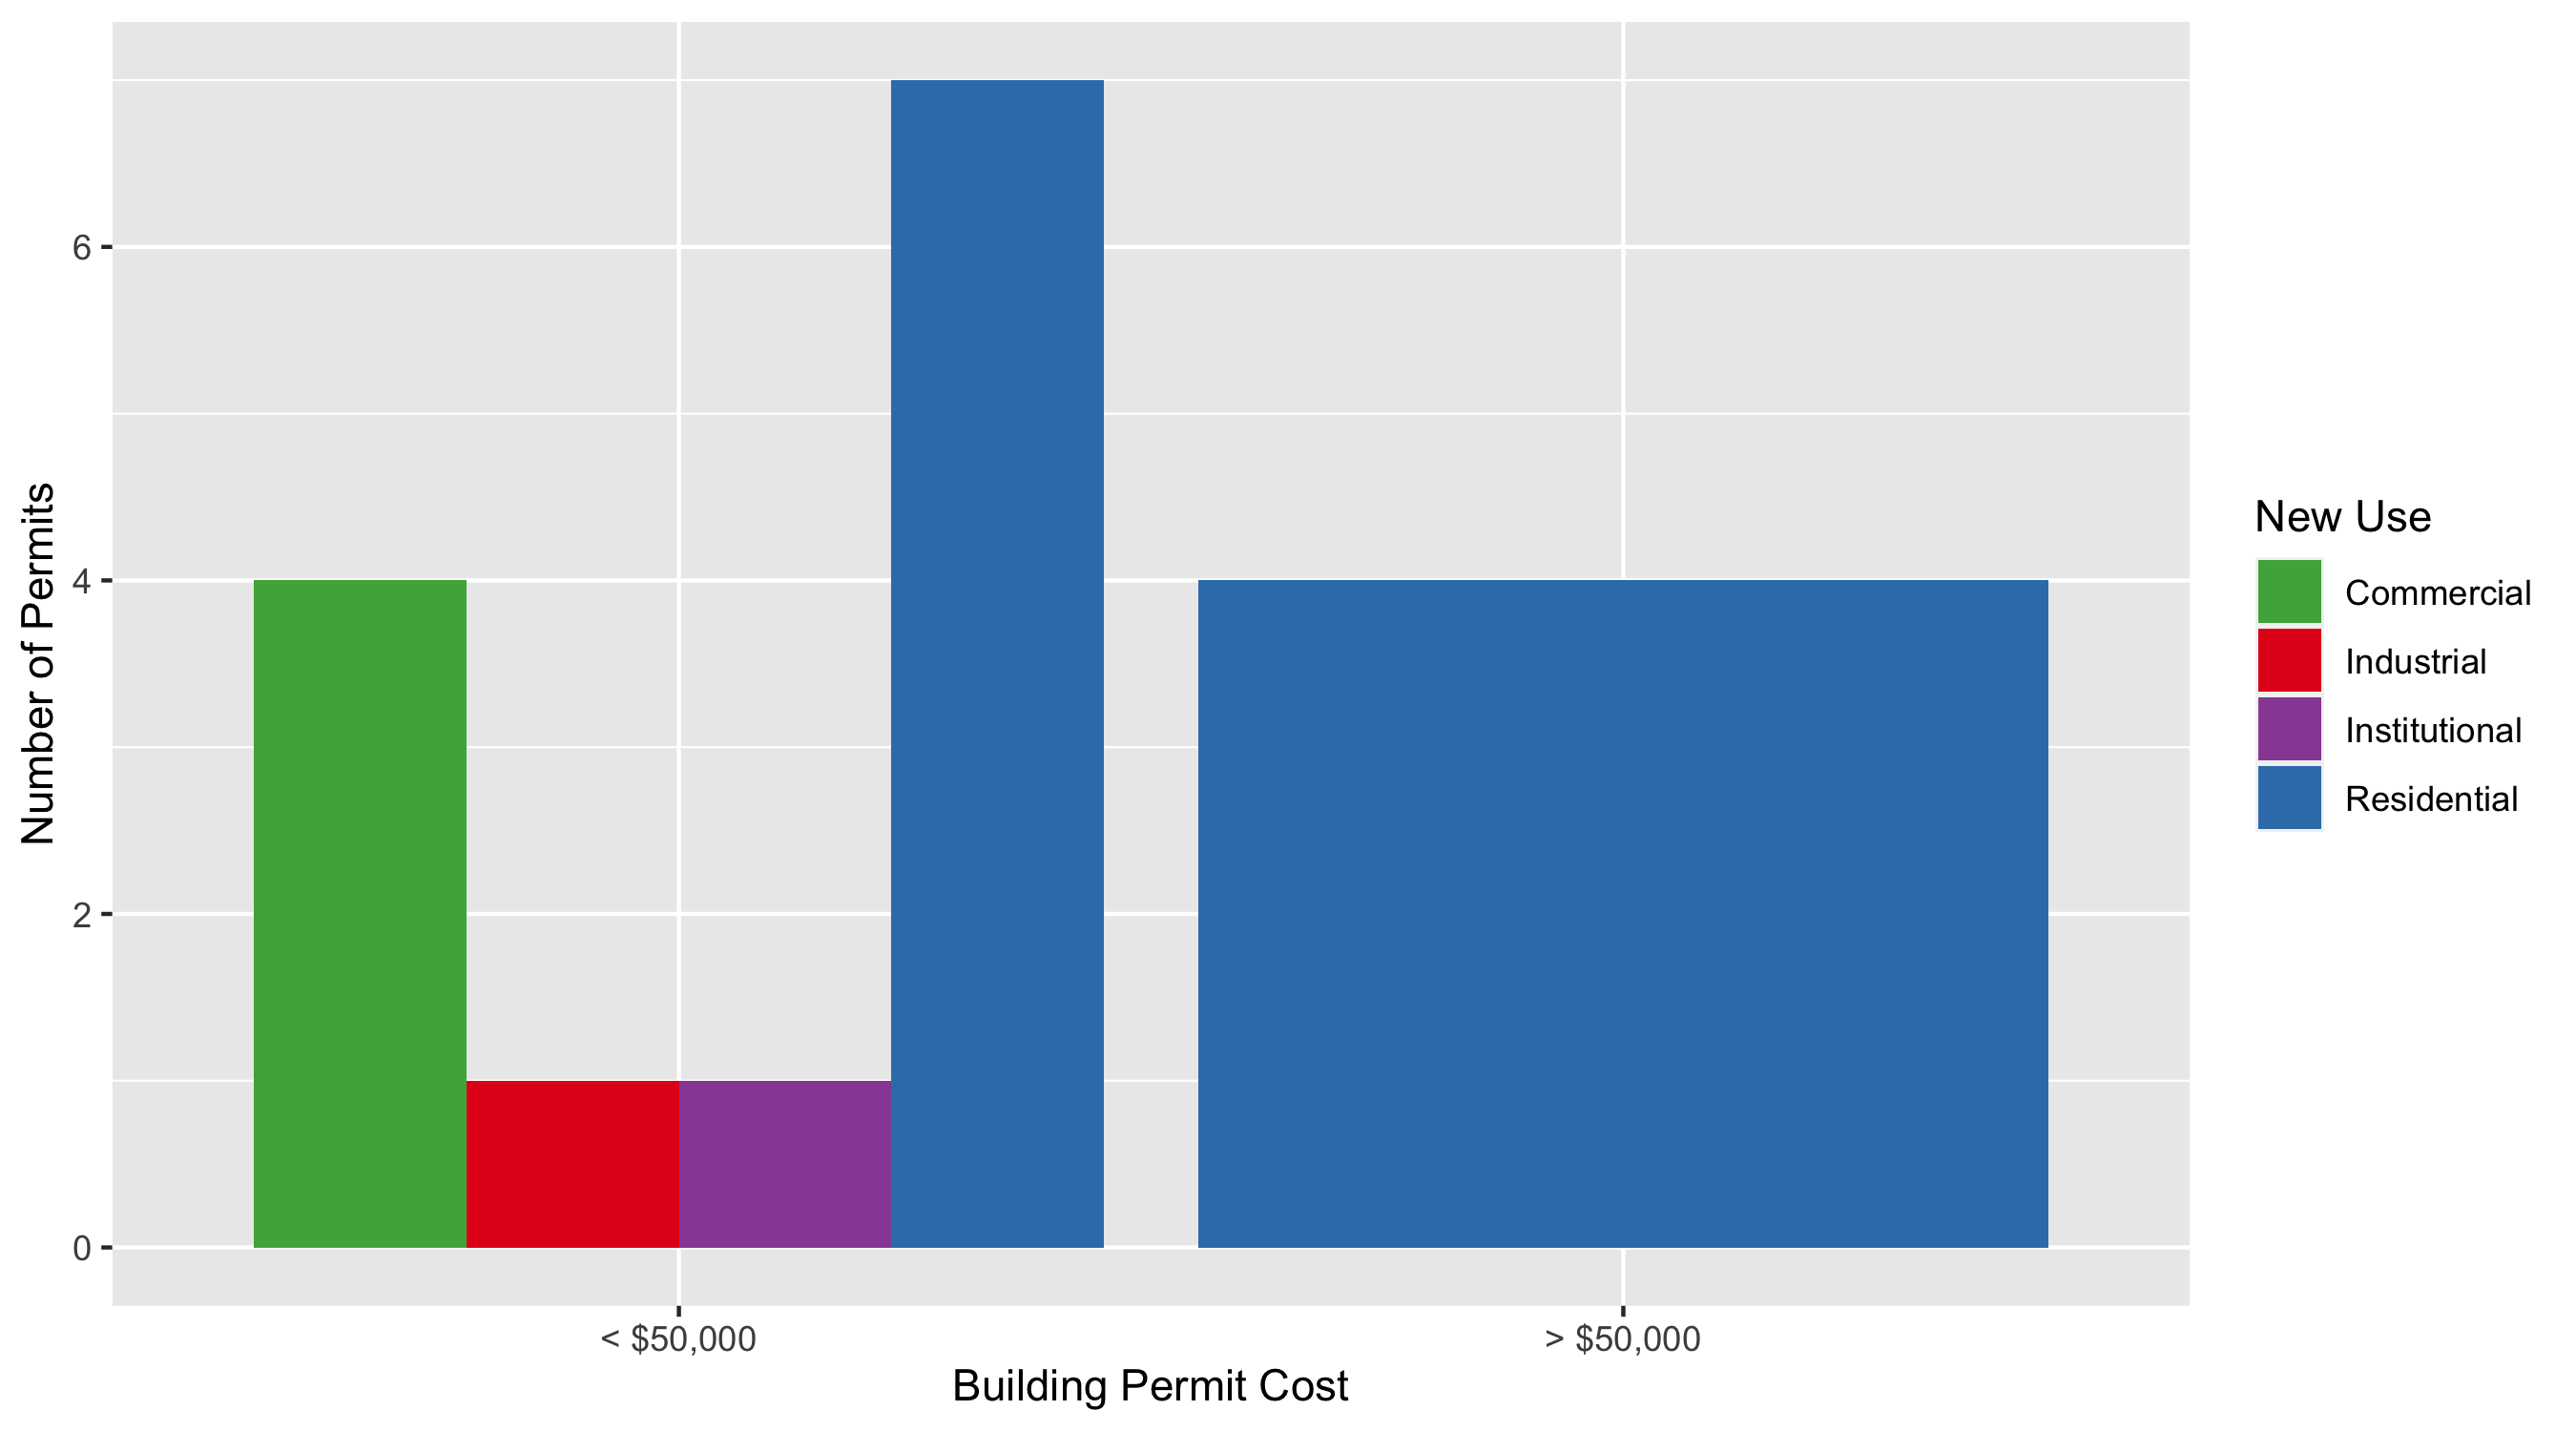 6
4
2
0
Number of Permits
< $50,000
> $50,000
Building Permit Cost
New Use
Commercial
Industrial
Institutional
Residential